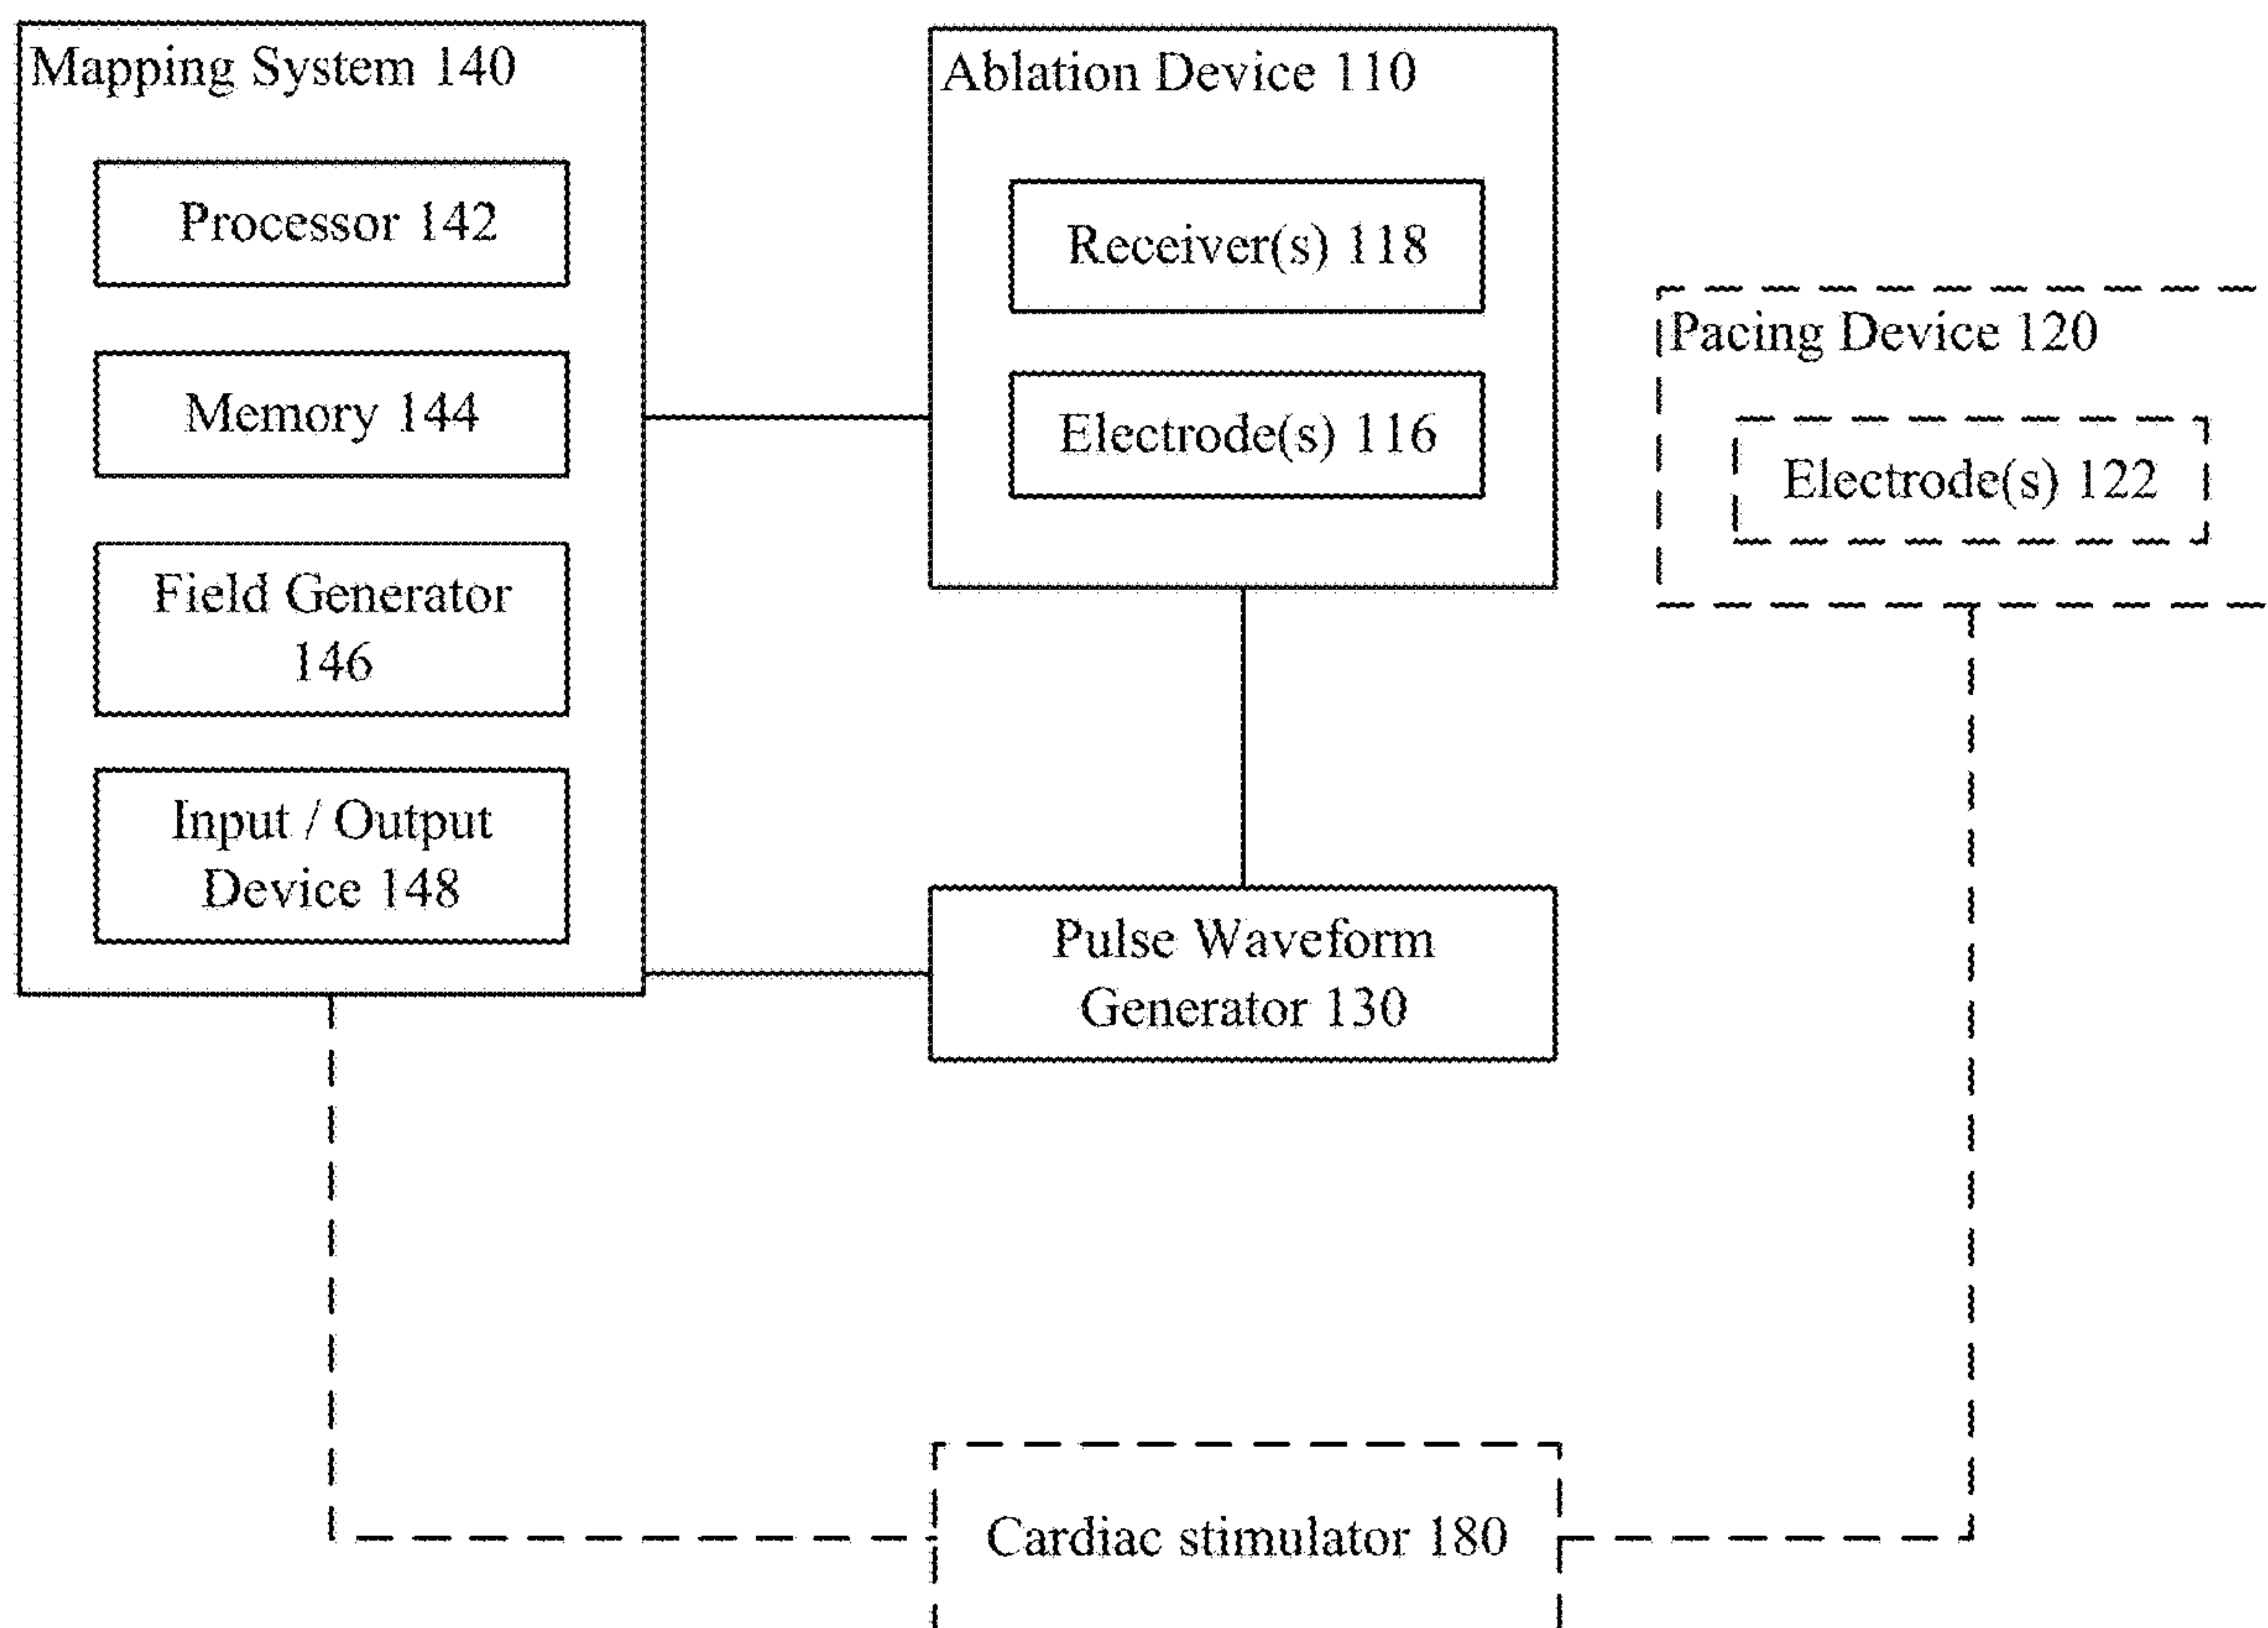 Mapping System 140
Processor 142
Memory 144
Field Generator
146
Input / Output
Device 148
Ablation Device 110
Receiver(s) 118
Electrode(s) 116
Pulse Waveform
Generator 130
Pacing Device 120
Electrode(s) 122
Cardiac stimulator 180